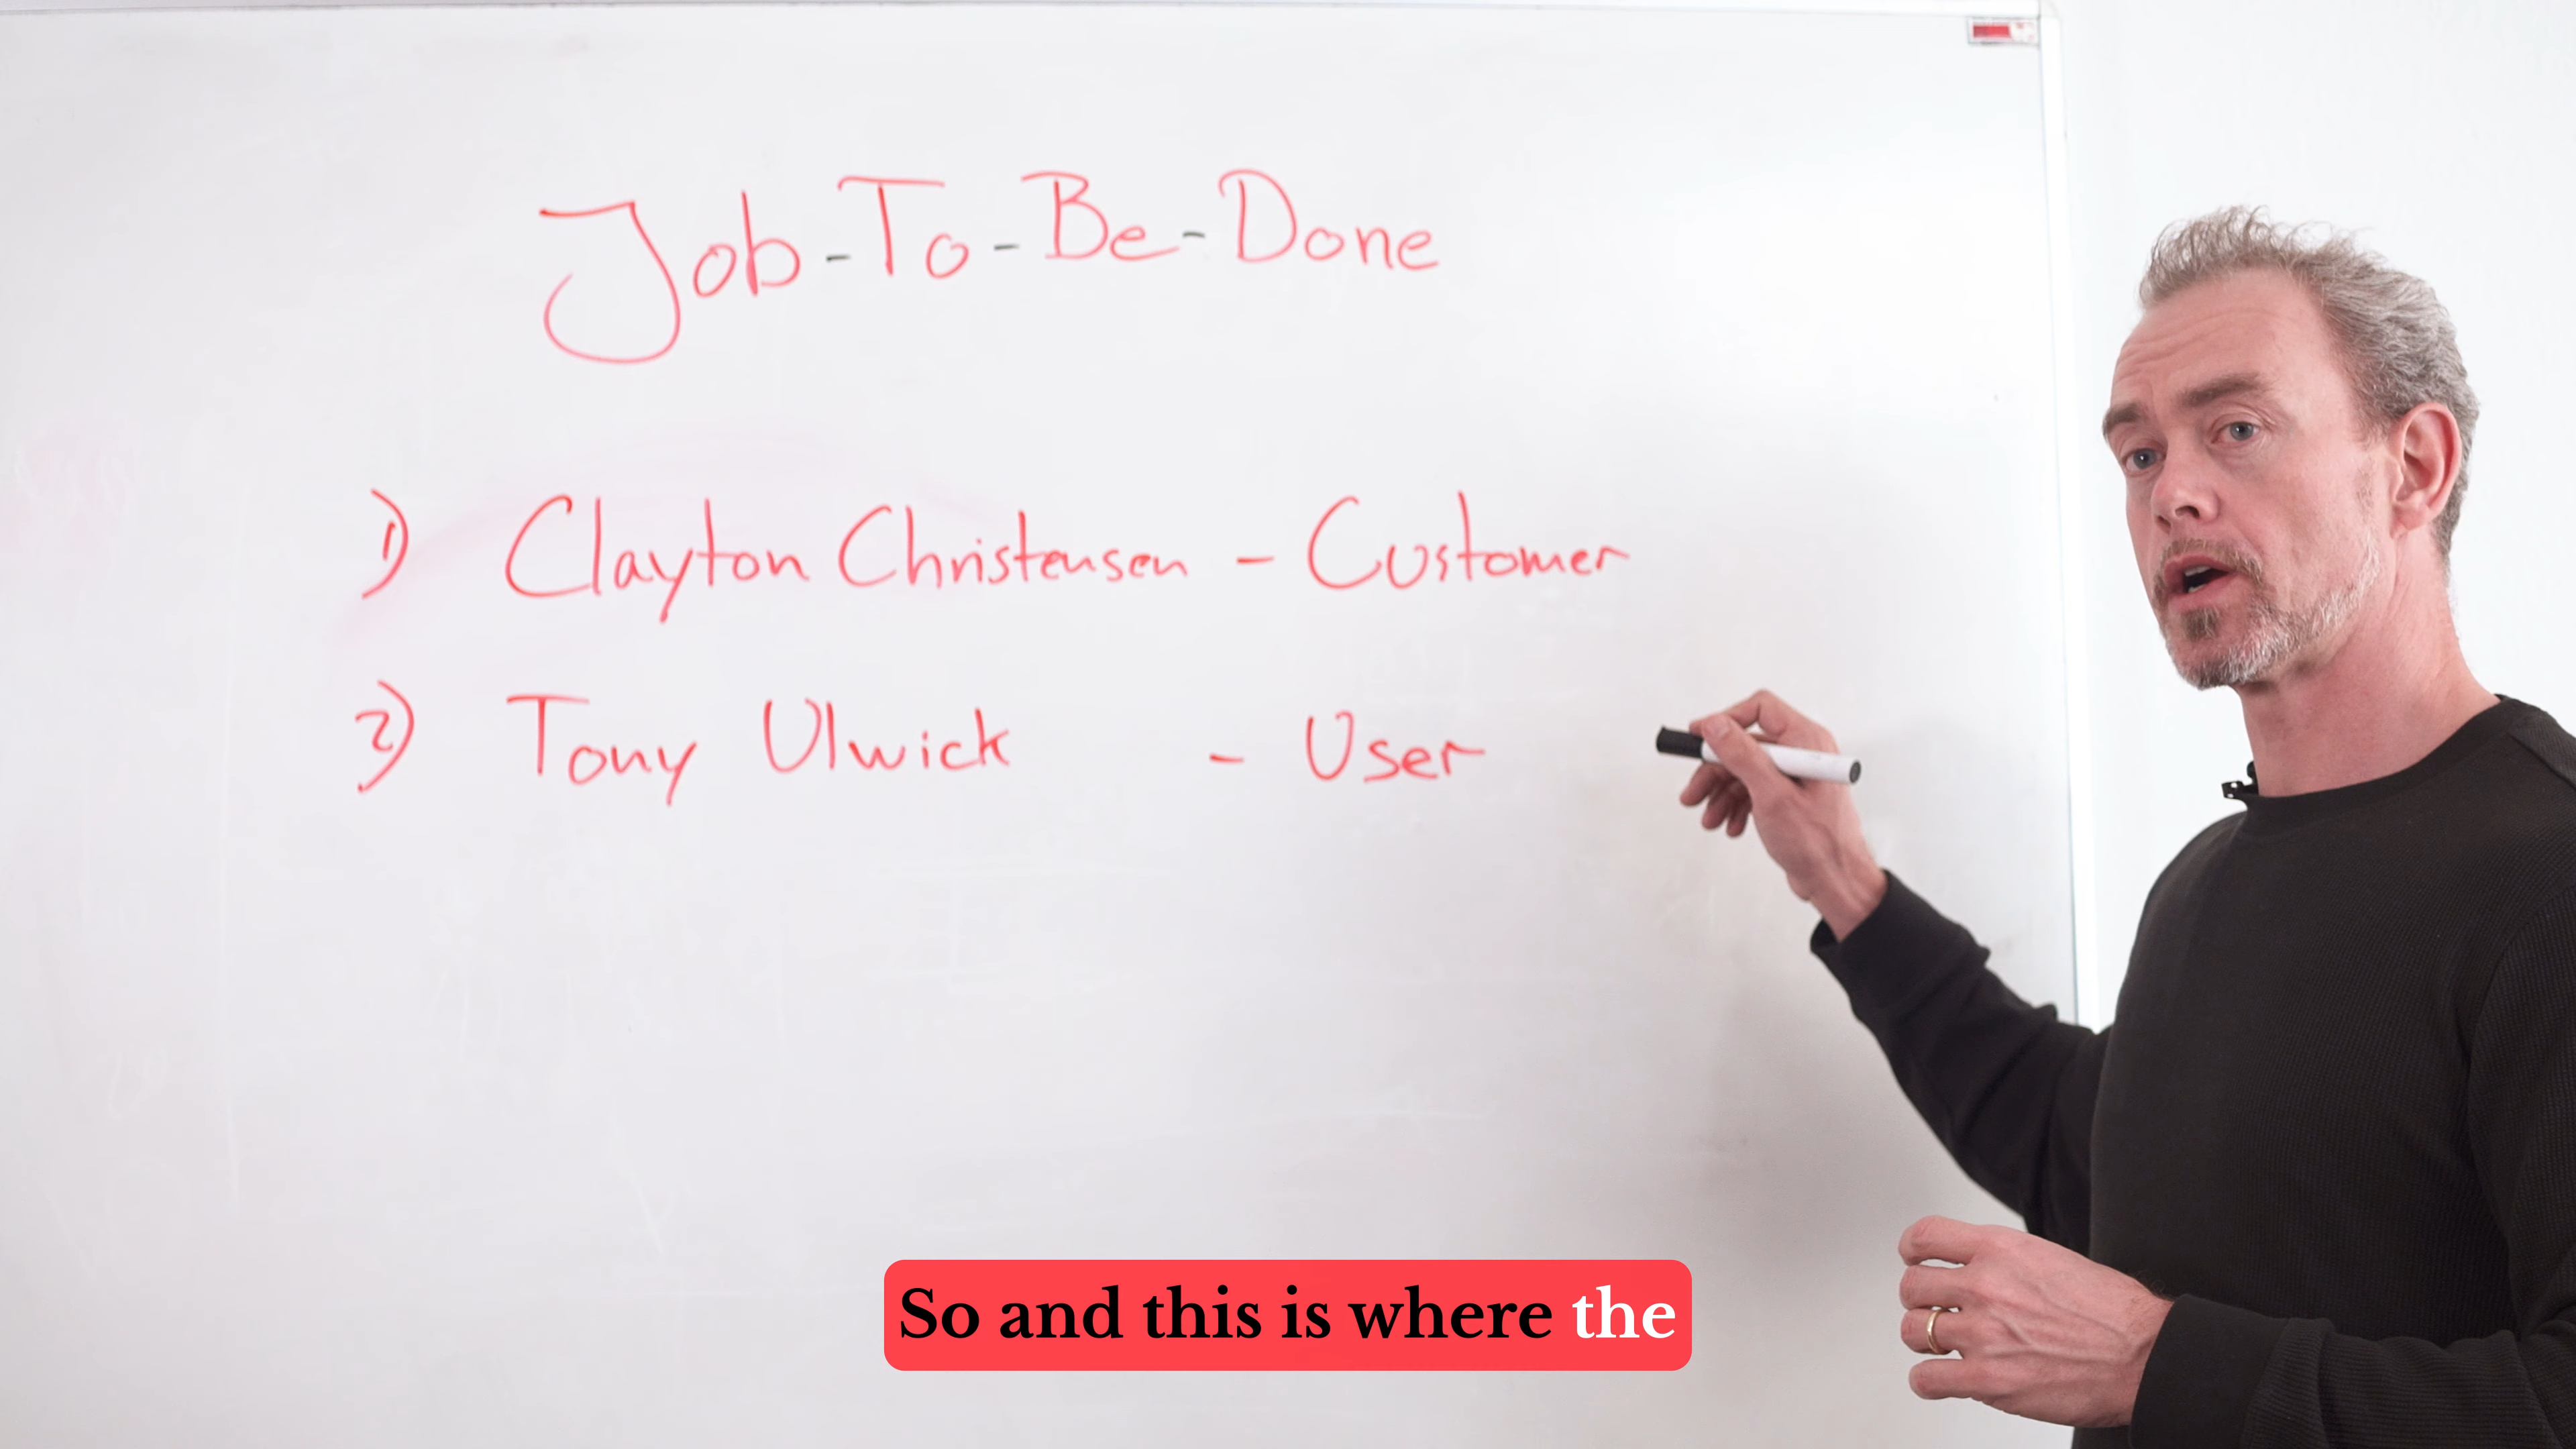 Job-To-Be-Done
1) Clayton Christensen - Customer
2) Tony Ulwick - User
So and this is where the